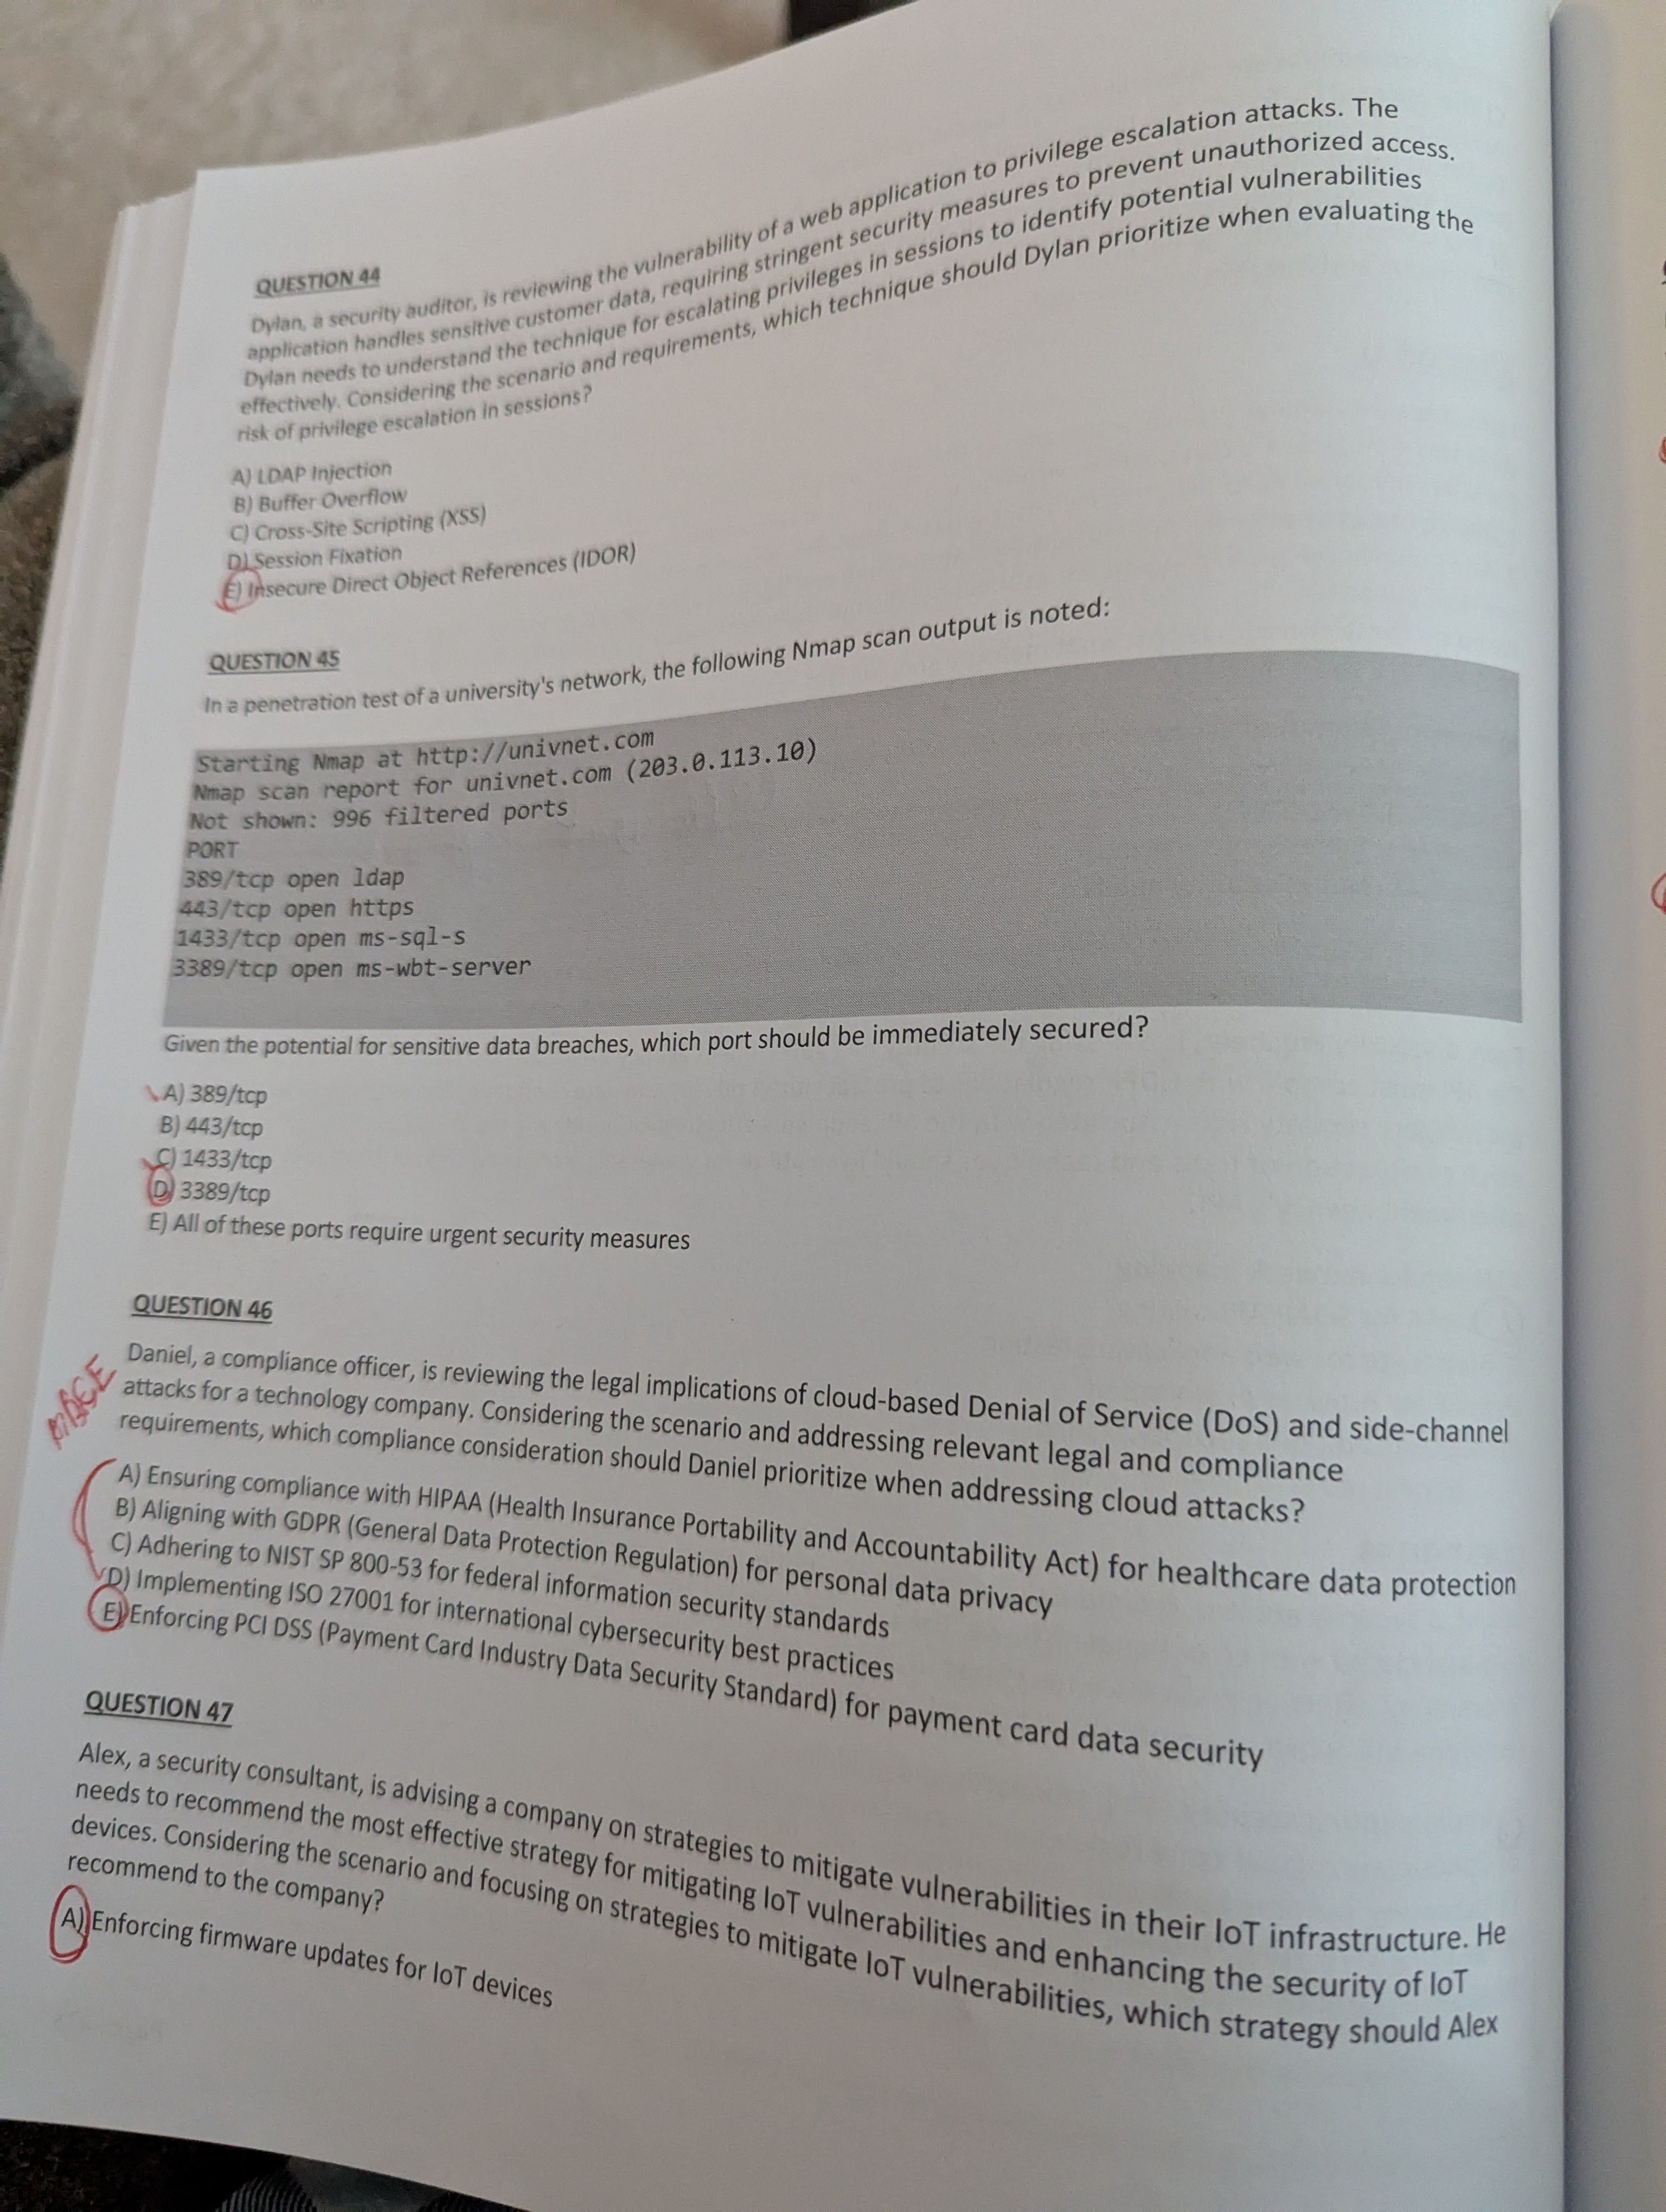 QUESTION 44
Dylan, a security auditor, is reviewing the vulnerability of a web application to privilege escalation attacks. The
application handles sensitive customer data, requiring stringent security measures to prevent unauthorized access.
Dylan needs to understand the technique for escalating privileges in sessions to identify potential vulnerabilities
effectively. Considering the scenario and requirements, which technique should Dylan prioritize when evaluating the
risk of privilege escalation in sessions?
A) LDAP Injection
B) Buffer Overflow
C) Cross-Site Scripting (XSS)
D) Session Fixation
E) Insecure Direct Object References (IDOR)
QUESTION 45
In a penetration test of a university's network, the following Nmap scan output is noted:
Starting Nmap at http://univnet.com
Nmap scan report for univnet.com (203.0.113.10)
Not shown: 996 filtered ports
PORT
389/tcp open ldap
443/tcp open https
1433/tcp open ms-sql-s
3389/tcp open ms-wbt-server
Given the potential for sensitive data breaches, which port should be immediately secured?
A) 389/tcp
B) 443/tcp
C) 1433/tcp
D) 3389/tcp
E) All of these ports require urgent security measures
QUESTION 46
Daniel, a compliance officer, is reviewing the legal implications of cloud-based Denial of Service (DoS) and side-channel
attacks for a technology company. Considering the scenario and addressing relevant legal and compliance
requirements, which compliance consideration should Daniel prioritize when addressing cloud attacks?
A) Ensuring compliance with HIPAA (Health Insurance Portability and Accountability Act) for healthcare data protection
B) Aligning with GDPR (General Data Protection Regulation) for personal data privacy
C) Adhering to NIST SP 800-53 for federal information security standards
D) Implementing ISO 27001 for international cybersecurity best practices
E) Enforcing PCI DSS (Payment Card Industry Data Security Standard) for payment card data security
QUESTION 47
Alex, a security consultant, is advising a company on strategies to mitigate vulnerabilities in their IoT infrastructure. He
needs to recommend the most effective strategy for mitigating IoT vulnerabilities and enhancing the security of IoT
devices. Considering the scenario and focusing on strategies to mitigate IoT vulnerabilities, which strategy should Alex
recommend to the company?
A) Enforcing firmware updates for IoT devices